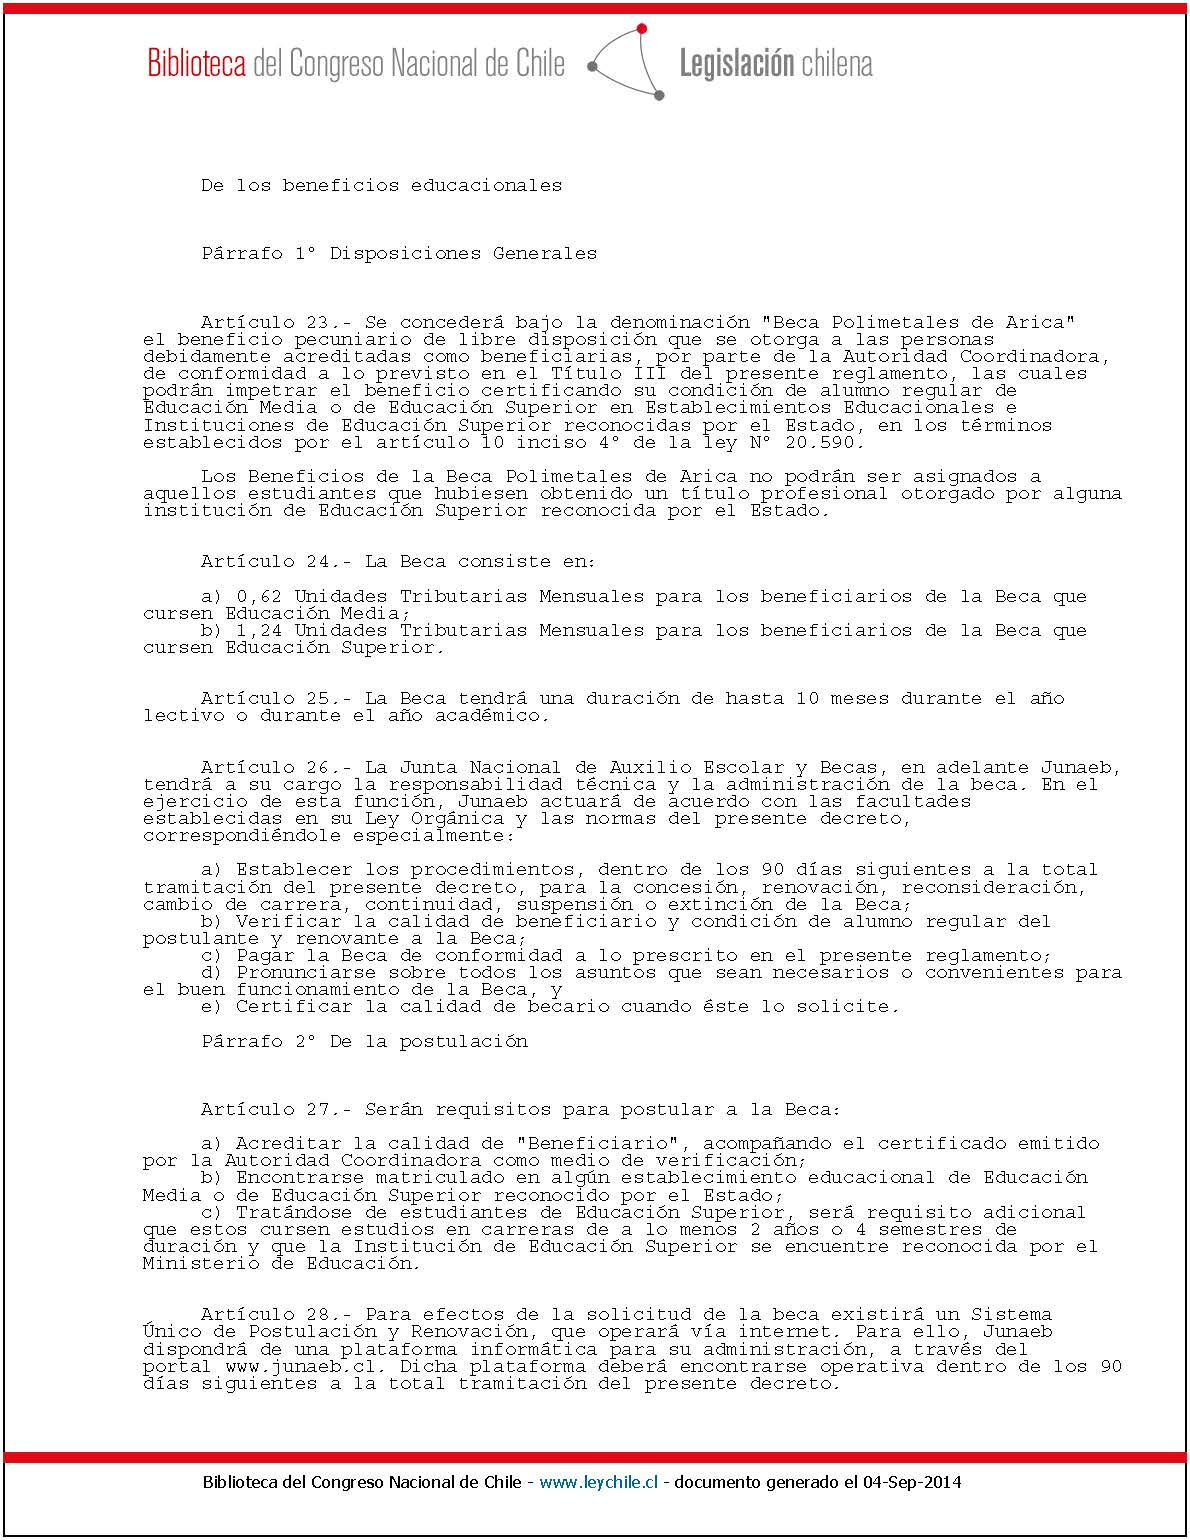 Biblioteca del Congreso Nacional de Chile Legislación chilena
De los beneficios educacionales
Párrafo 1º Disposiciones Generales
Artículo 23.- Se concederá bajo la denominación "Beca Polimetales de Arica"
el beneficio pecuniario de libre disposición que se otorga a las personas
debidamente acreditadas como beneficiarias, por parte de la Autoridad Coordinadora,
de conformidad a lo previsto en el Título III del presente reglamento, las cuales
podrán impetrar el beneficio certificando su condición de alumno regular de
Educación Media o de Educación Superior en Establecimientos Educacionales e
Instituciones de Educación Superior reconocidas por el Estado, en los términos
establecidos por el artículo 10 inciso 4º de la ley Nº 20.590.
Los Beneficios de la Beca Polimetales de Arica no podrán ser asignados a
aquellos estudiantes que hubiesen obtenido un título profesional otorgado por alguna
institución de Educación Superior reconocida por el Estado.
Artículo 24.- La Beca consiste en:
a) 0,62 Unidades Tributarias Mensuales para los beneficiarios de la Beca que
cursen Educación Media;
b) 1,24 Unidades Tributarias Mensuales para los beneficiarios de la Beca que
cursen Educación Superior.
Artículo 25.- La Beca tendrá una duración de hasta 10 meses durante el año
lectivo o durante el año académico.
Artículo 26.- La Junta Nacional de Auxilio Escolar y Becas, en adelante Junaeb,
tendrá a su cargo la responsabilidad técnica y la administración de la beca. En el
ejercicio de esta función, Junaeb actuará de acuerdo con las facultades
establecidas en su Ley Orgánica y las normas del presente decreto,
correspondiéndole especialmente:
a) Establecer los procedimientos, dentro de los 90 días siguientes a la total
tramitación del presente decreto, para la concesión, renovación, reconsideración,
cambio de carrera, continuidad, suspensión o extinción de la Beca;
b) Verificar la calidad de beneficiario y condición de alumno regular del
postulante y renovante a la Beca;
c) Pagar la Beca de conformidad a lo prescrito en el presente reglamento;
d) Pronunciarse sobre todos los asuntos que sean necesarios o convenientes para
el buen funcionamiento de la Beca, y
e) Certificar la calidad de becario cuando éste lo solicite.
Párrafo 2º De la postulación
Artículo 27.- Serán requisitos para postular a la Beca:
a) Acreditar la calidad de "Beneficiario", acompañando el certificado emitido
por la Autoridad Coordinadora como medio de verificación;
b) Encontrarse matriculado en algún establecimiento educacional de Educación
Media o de Educación Superior reconocido por el Estado;
c) Tratándose de estudiantes de Educación Superior, será requisito adicional
que estos cursen estudios en carreras de a lo menos 2 años o 4 semestres de
duración y que la Institución de Educación Superior se encuentre reconocida por el
Ministerio de Educación.
Artículo 28.- Para efectos de la solicitud de la beca existirá un Sistema
Único de Postulación y Renovación, que operará vía internet. Para ello, Junaeb
dispondrá de una plataforma informática para su administración, a través del
portal www.junaeb.cl. Dicha plataforma deberá encontrarse operativa dentro de los 90
días siguientes a la total tramitación del presente decreto.
Biblioteca del Congreso Nacional de Chile - www.leychile.cl - documento generado el 04-Sep-2014